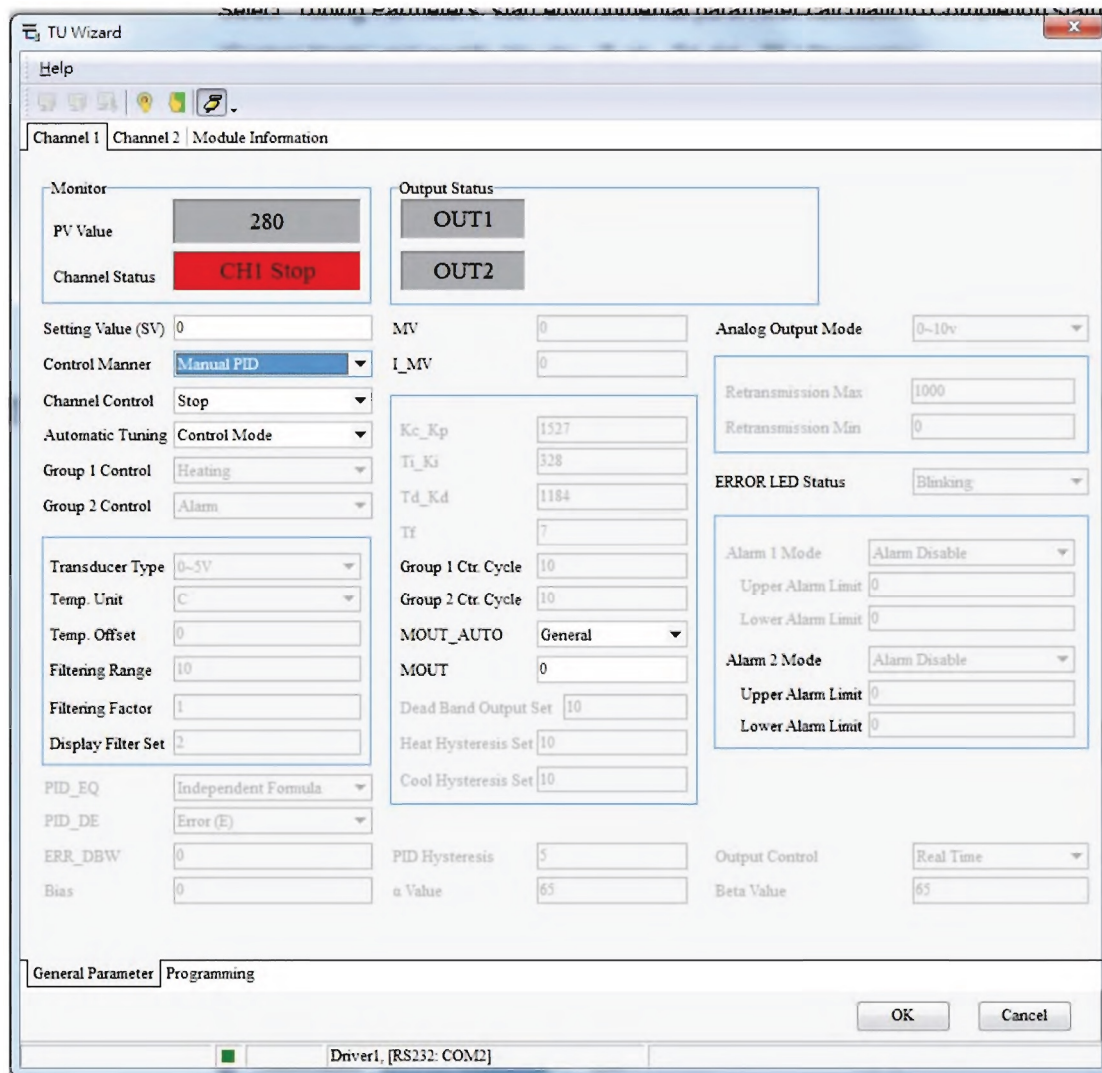 TU Wizard
Help
Channel 1 Channel 2 Module Information
Monitor
PV Value 280
Channel Status CH1 Stop
Output Status
OUT1
OUT2
Setting Value (SV) 0
Control Manner Manual PID
Channel Control Stop
Automatic Tuning Control Mode
Group 1 Control Heating
Group 2 Control Alarm
Transducer Type 0~5V
Temp. Unit C
Temp. Offset 0
Filtering Range 10
Filtering Factor 1
Display Filter Set 2
PID_EQ Independent Formula
PID_DE Error (E)
ERR_DBW 0
Bias 0
MV 0
I_MV 0
Kc_Kp 1527
Ti_Ki 328
Td_Kd 1184
Tf 7
Group 1 Ctr. Cycle 10
Group 2 Ctr. Cycle 10
MOUT_AUTO General
MOUT 0
Dead Band Output Set 10
Heat Hysteresis Set 10
Cool Hysteresis Set 10
PID Hysteresis 5
α Value 65
Analog Output Mode 0~10v
Retransmission Max 1000
Retransmission Min 0
ERROR LED Status Blinking
Alarm 1 Mode Alarm Disable
Upper Alarm Limit 0
Lower Alarm Limit 0
Alarm 2 Mode Alarm Disable
Upper Alarm Limit 0
Lower Alarm Limit 0
Output Control Real Time
Beta Value 65
General Parameter Programming
OK Cancel
Driver1, [RS232: COM2]